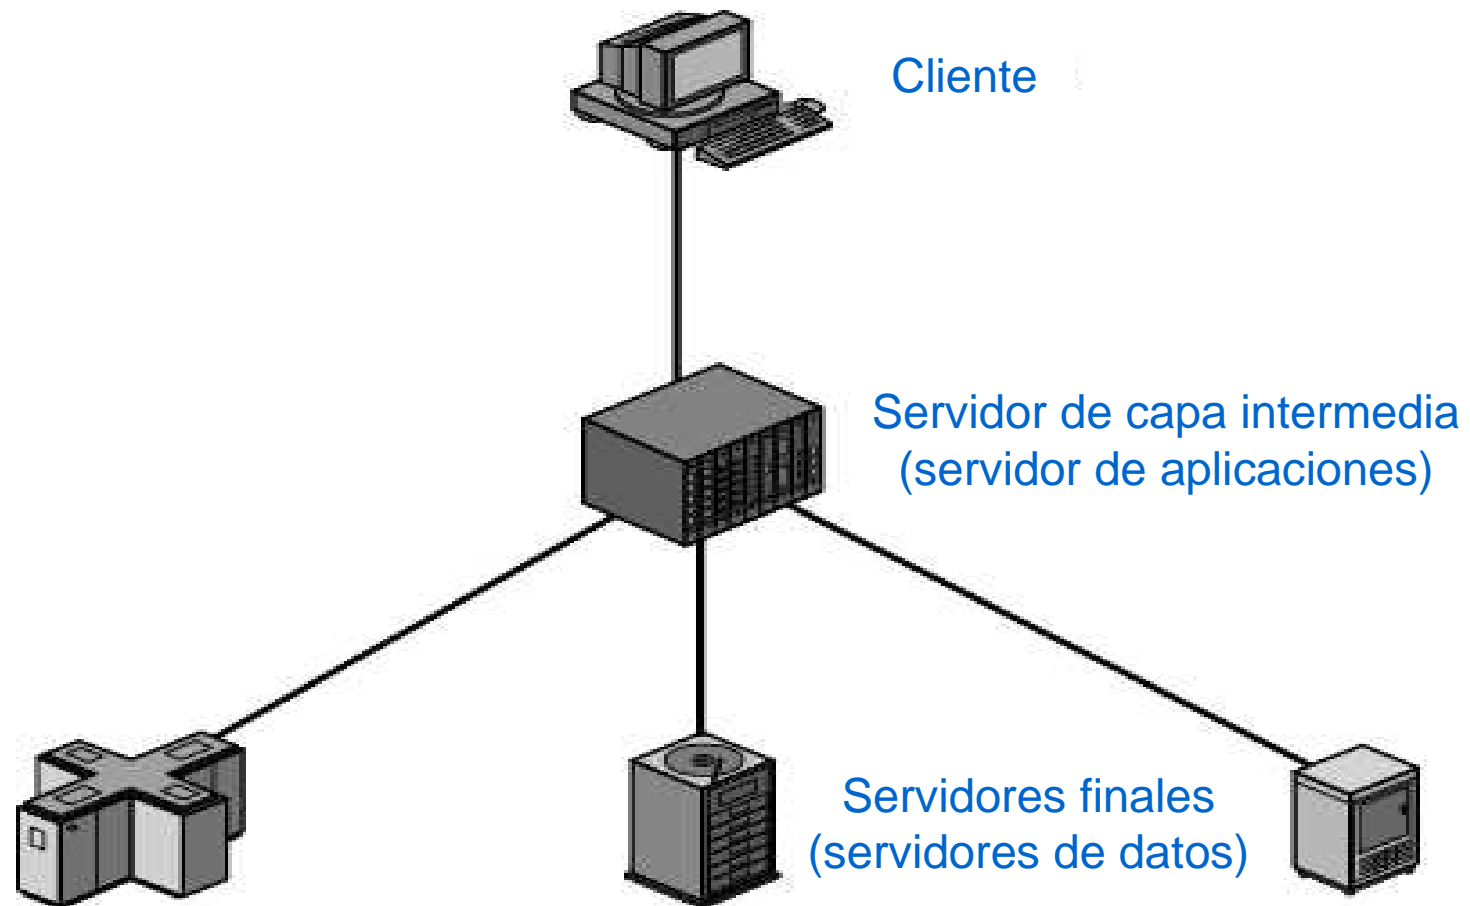 Cliente
Servidor de capa intermedia
(servidor de aplicaciones)
Servidores finales
(servidores de datos)